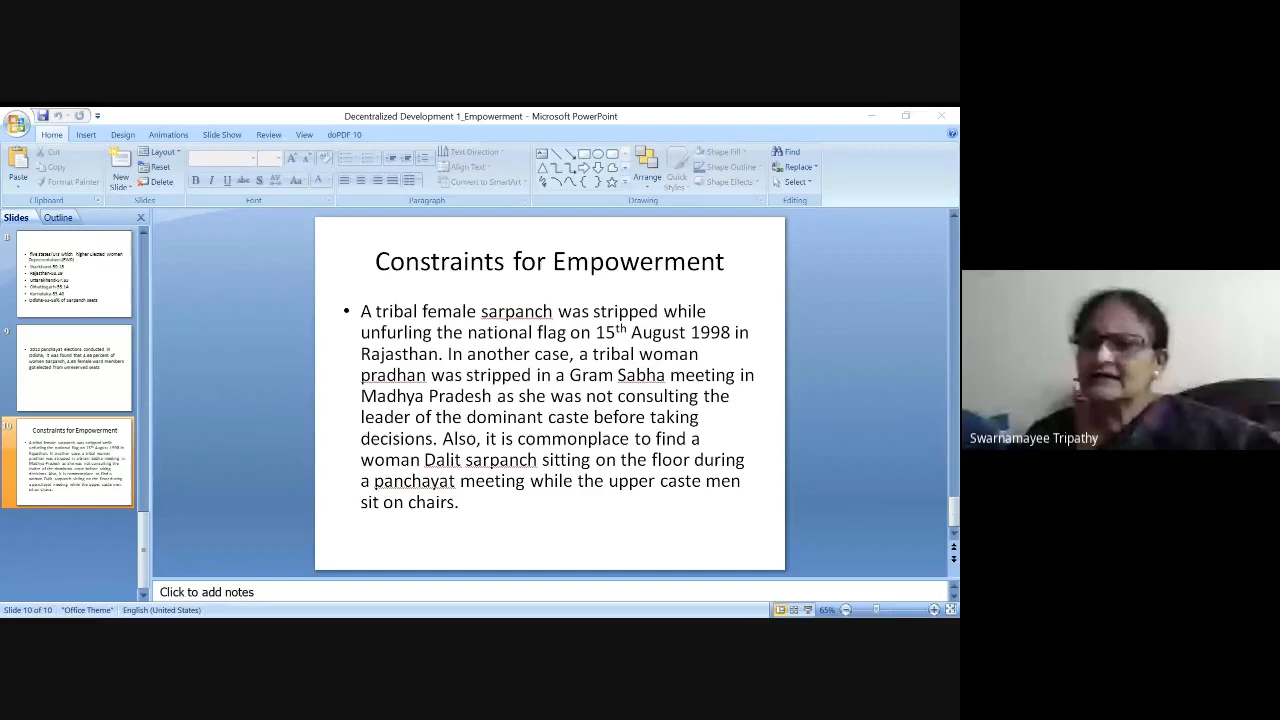 Decentralized Development 1_Empowerment - Microsoft PowerPoint
Home Insert Design Animations Slide Show Review View doPDF 10
Paste
Cut
Copy
Format Painter
Clipboard
New Slide
Layout
Reset
Delete
Slides
Font
Text Direction
Align Text
Convert to SmartArt
Paragraph
Arrange
Quick Styles
Shape Fill
Shape Outline
Shape Effects
Drawing
Find
Replace
Select
Editing
Slides Outline
8
9
10
Constraints for Empowerment
Constraints for Empowerment
• A tribal female sarpanch was stripped while
unfurling the national flag on 15th August 1998 in
Rajasthan. In another case, a tribal woman
pradhan was stripped in a Gram Sabha meeting in
Madhya Pradesh as she was not consulting the
leader of the dominant caste before taking
decisions. Also, it is commonplace to find a
woman Dalit sarpanch sitting on the floor during
a panchayat meeting while the upper caste men
sit on chairs.
Click to add notes
Slide 10 of 10 "Office Theme" English (United States) 65%
Swarnamayee Tripathy